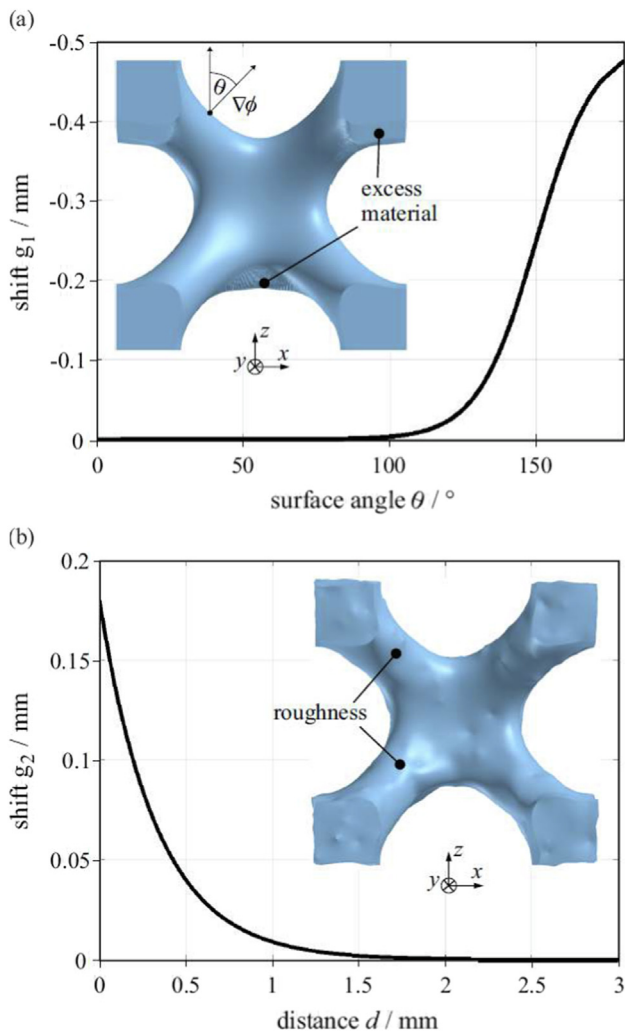 (a)
-0.5
-0.4
-0.3
-0.2
-0.1
0
shift g₁ / mm
θ
∇ϕ
excess
material
z
y
x
0
50
100
150
surface angle θ / °
(b)
0.2
0.15
0.1
0.05
0
shift g₂ / mm
roughness
z
y
x
0
0.5
1
1.5
2
2.5
3
distance d / mm